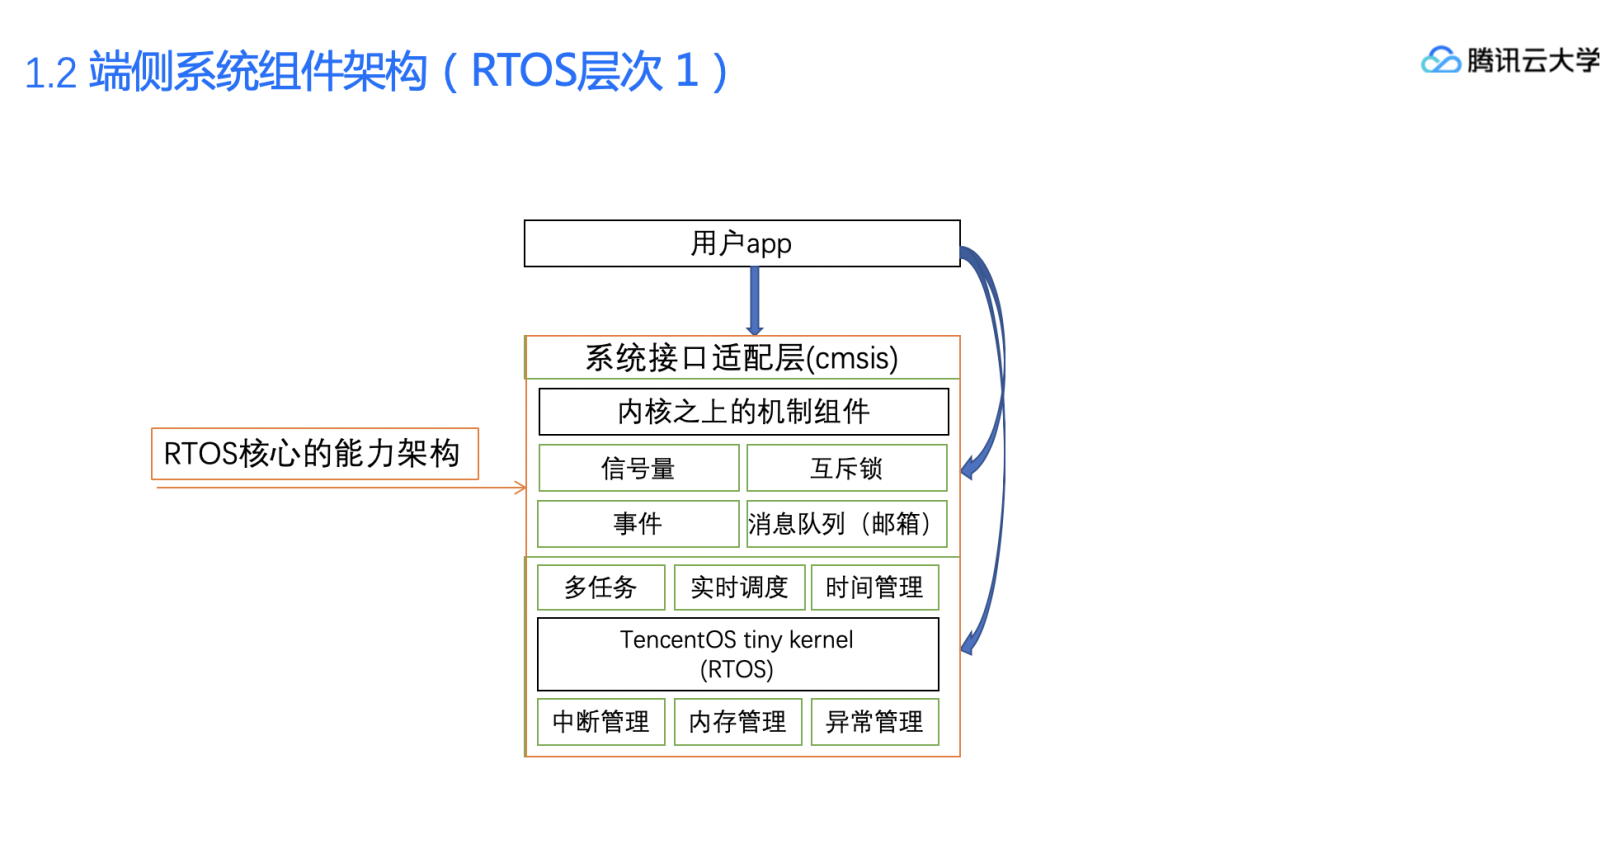 1.2 端侧系统组件架构（RTOS层次 1）
腾讯云大学
用户app
系统接口适配层(cmsis)
内核之上的机制组件
RTOS核心的能力架构
信号量
互斥锁
事件
消息队列（邮箱）
多任务
实时调度
时间管理
TencentOS tiny kernel
(RTOS)
中断管理
内存管理
异常管理